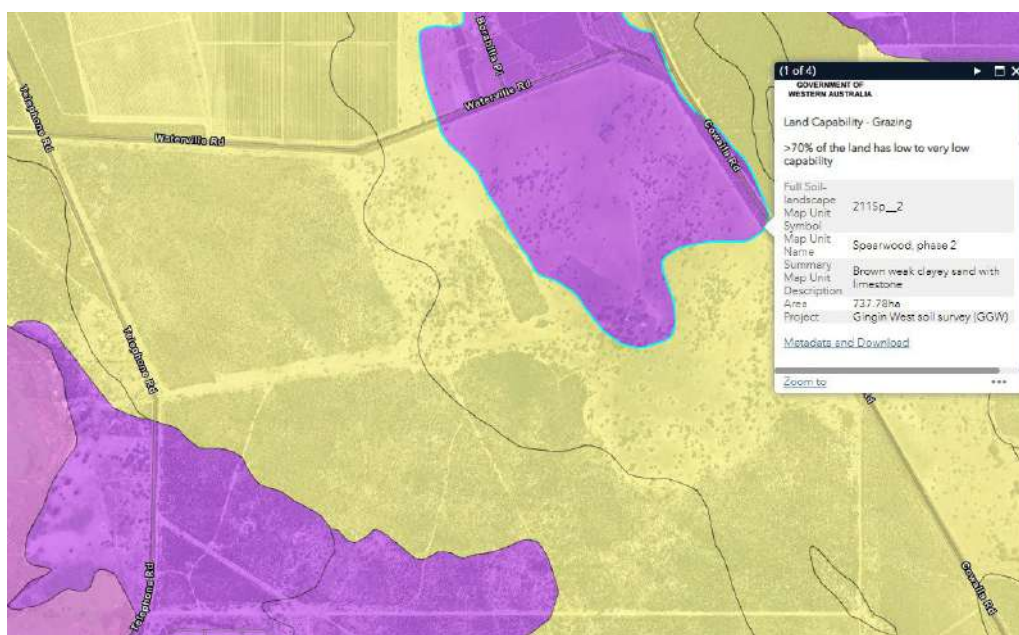 Borabilla Pl
Waterville Rd
Cowalla Rd
Telephone Rd
Waterville Rd
Telephone Rd
Telephone Rd
Rd
Cowalla Rd
(1 of 4)
GOVERNMENT OF
WESTERN AUSTRALIA
Land Capability - Grazing
>70% of the land has low to very low
capability
Full Soil-
landscape
Map Unit
Symbol
211Sp__2
Map Unit
Name
Spearwood, phase 2
Summary
Map Unit
Description
Brown weak clayey sand with
limestone
Area
737.78ha
Project
Gingin West soil survey (GGW)
Metadata and Download
Zoom to